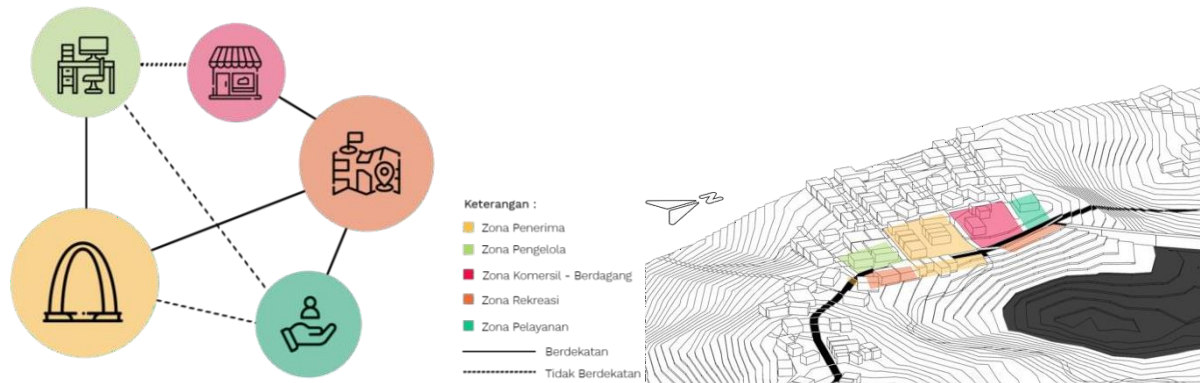 Keterangan :
Zona Penerima
Zona Pengelola
Zona Komersil - Berdagang
Zona Rekreasi
Zona Pelayanan
Berdekatan
Tidak Berdekatan
Z